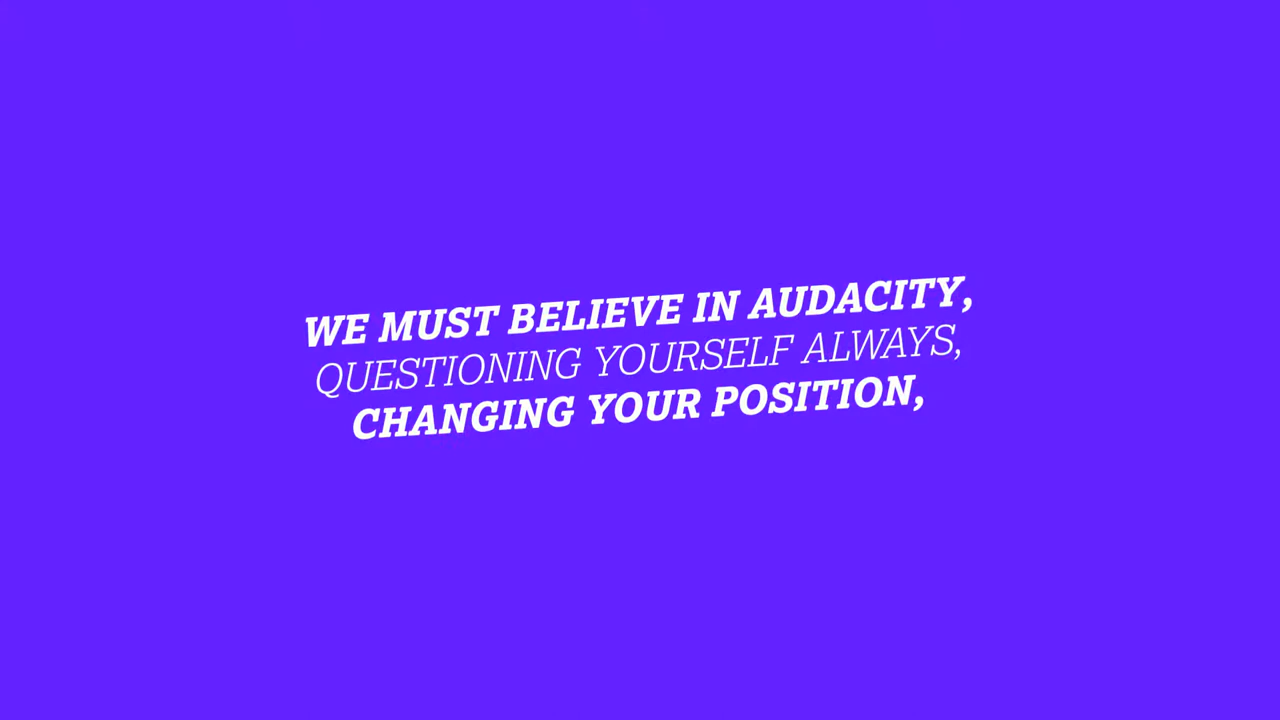 WE MUST BELIEVE IN AUDACITY,
QUESTIONING YOURSELF ALWAYS,
CHANGING YOUR POSITION,